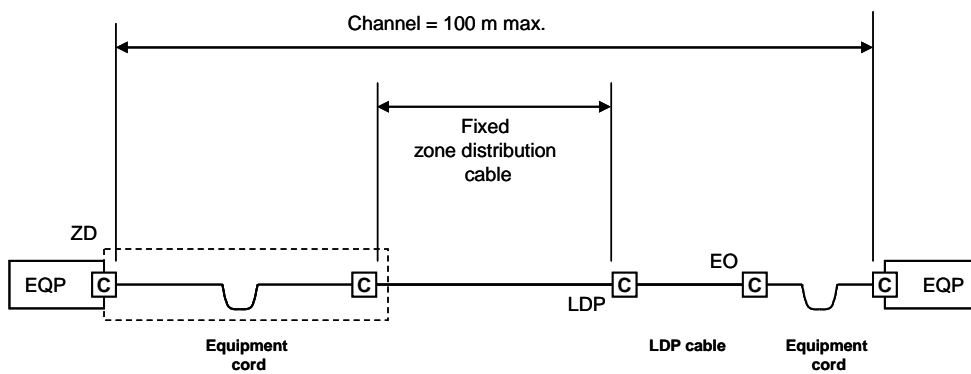 Channel = 100 m max.
Fixed
zone distribution
cable
ZD
EO
EQP
C
C
C
C
C
EQP
LDP
Equipment
cord
LDP cable
Equipment
cord